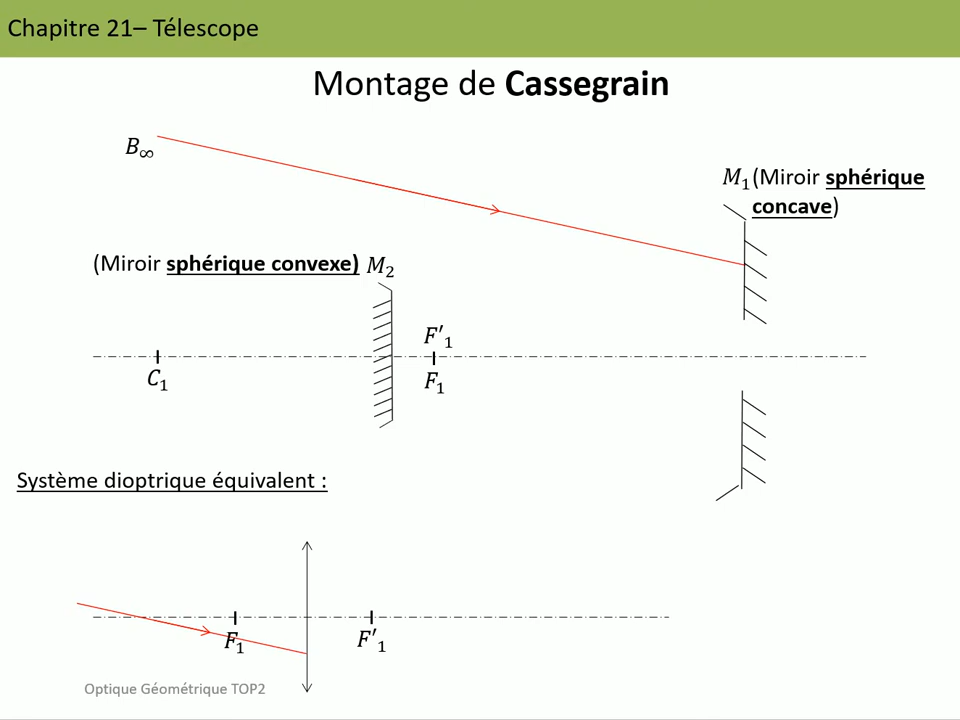 Chapitre 21– Télescope
Montage de Cassegrain
B∞
M₁(Miroir sphérique
concave)
(Miroir sphérique convexe) M₂
F'₁
C₁
F₁
Système dioptrique équivalent :
F₁
F'₁
Optique Géométrique TOP2